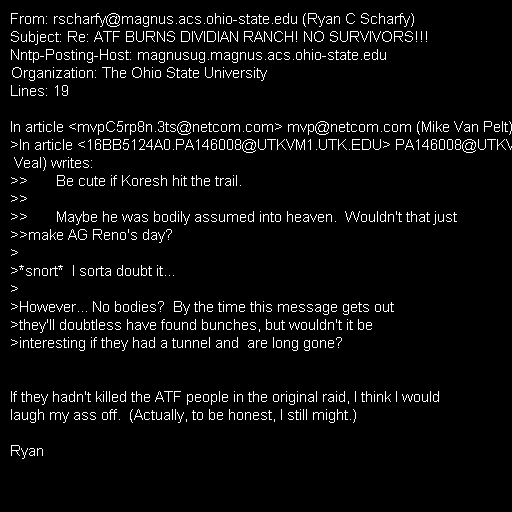 From: rscharfy@magnus.acs.ohio-state.edu (Ryan C Scharfy)
Subject: Re: ATF BURNS DIVIDIAN RANCH! NO SURVIVORS!!!
Nntp-Posting-Host: magnusug.magnus.acs.ohio-state.edu
Organization: The Ohio State University
Lines: 19

In article <mvpC5rp8n.3ts@netcom.com> mvp@netcom.com (Mike Van Pelt)
>In article <16BB5124A0.PA146008@UTKVM1.UTK.EDU> PA146008@UTKV
 Veal) writes:
>>       Be cute if Koresh hit the trail.
>>
>>       Maybe he was bodily assumed into heaven.  Wouldn't that just
>>make AG Reno's day?
>
>*snort*  I sorta doubt it...
>
>However... No bodies?  By the time this message gets out
>they'll doubtless have found bunches, but wouldn't it be
>interesting if they had a tunnel and  are long gone?

If they hadn't killed the ATF people in the original raid, I think I would
laugh my ass off.  (Actually, to be honest, I still might.)

Ryan